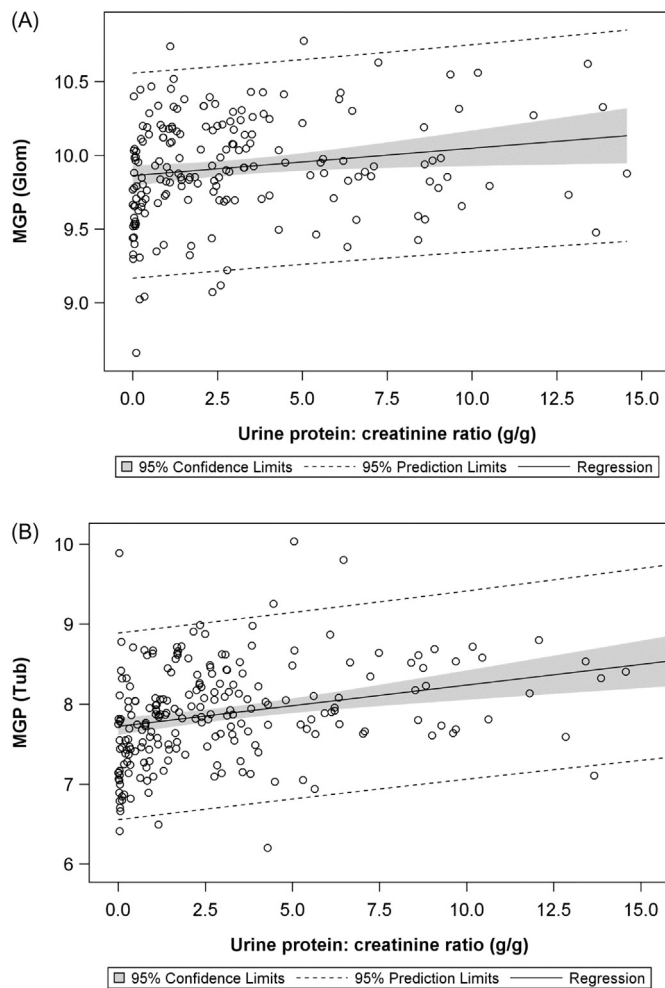 (A)
MGP (Glom)
10.5
10.0
9.5
9.0
0.0 2.5 5.0 7.5 10.0 12.5 15.0
Urine protein: creatinine ratio (g/g)
95% Confidence Limits 95% Prediction Limits Regression
(B)
MGP (Tub)
10
9
8
7
6
0.0 2.5 5.0 7.5 10.0 12.5 15.0
Urine protein: creatinine ratio (g/g)
95% Confidence Limits 95% Prediction Limits Regression